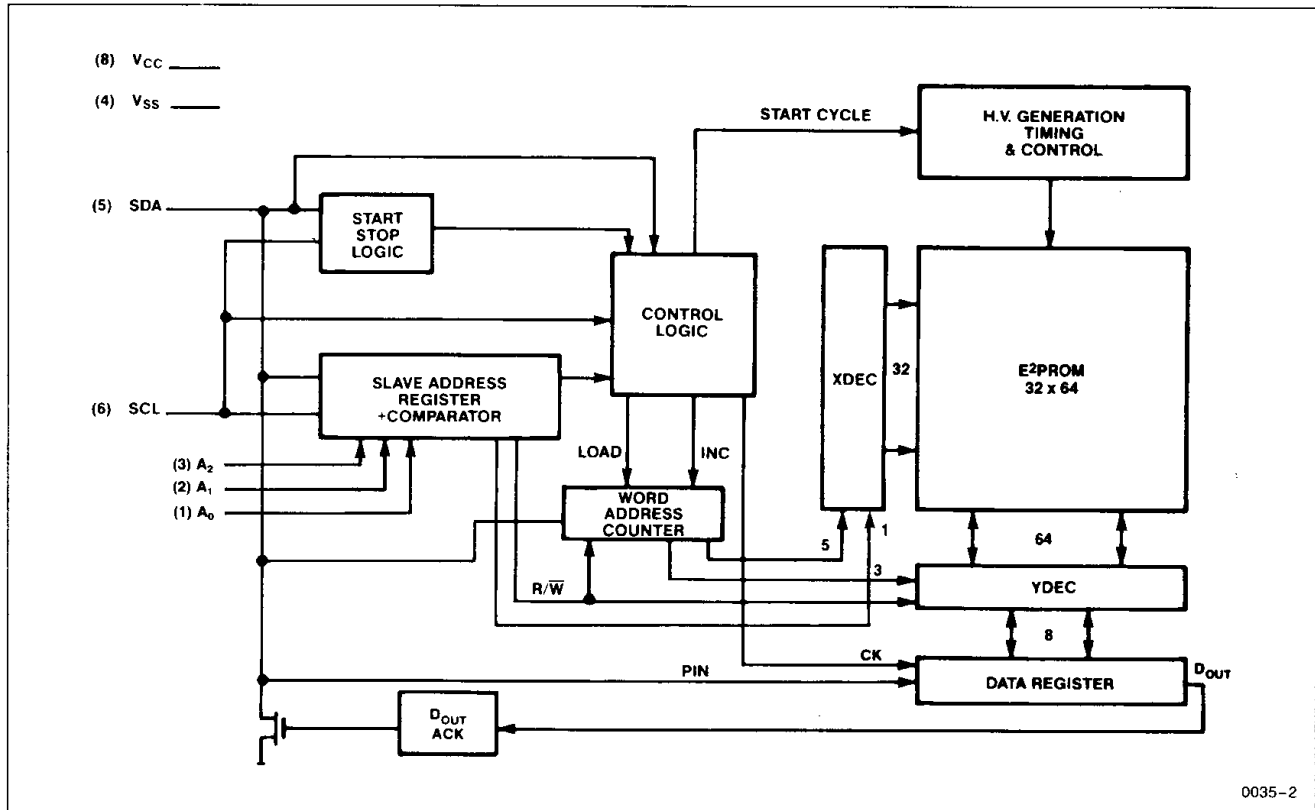 (8) VCC
(4) VSS
START CYCLE
H.V. GENERATION
TIMING
& CONTROL
(5) SDA
START
STOP
LOGIC
CONTROL
LOGIC
XDEC
32
E²PROM
32 x 64
SLAVE ADDRESS
REGISTER
+COMPARATOR
(6) SCL
(3) A₂
(2) A₁
(1) A₀
LOAD
INC
WORD
ADDRESS
COUNTER
5
1
64
3
YDEC
R/W̅
8
CK
PIN
DATA REGISTER
DOUT
DOUT
ACK
0035-2